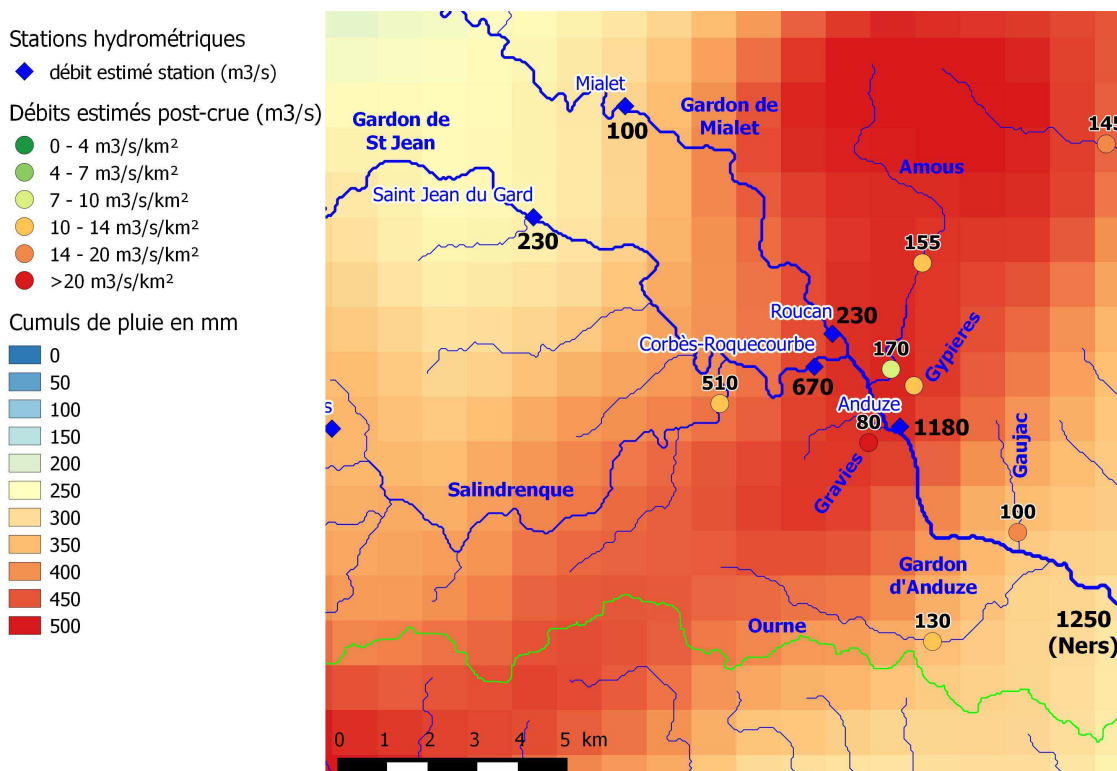 Stations hydrométriques
débit estimé station (m3/s)
Débits estimés post-crue (m3/s)
0 - 4 m3/s/km²
4 - 7 m3/s/km²
7 - 10 m3/s/km²
10 - 14 m3/s/km²
14 - 20 m3/s/km²
>20 m3/s/km²
Cumuls de pluie en mm
0
50
100
150
200
250
300
350
400
450
500
Mialet
100
Gardon de
Mialet
Gardon de
St Jean
145
Amous
Saint Jean du Gard
230
155
Roucan
230
Corbès-Roquecourbe
670
170
Gypieres
510
s
Anduze
80
1180
Gravies
Gaujac
Salindrenque
100
Gardon
d'Anduze
130
Ourne
1250
(Ners)
0 1 2 3 4 5 km